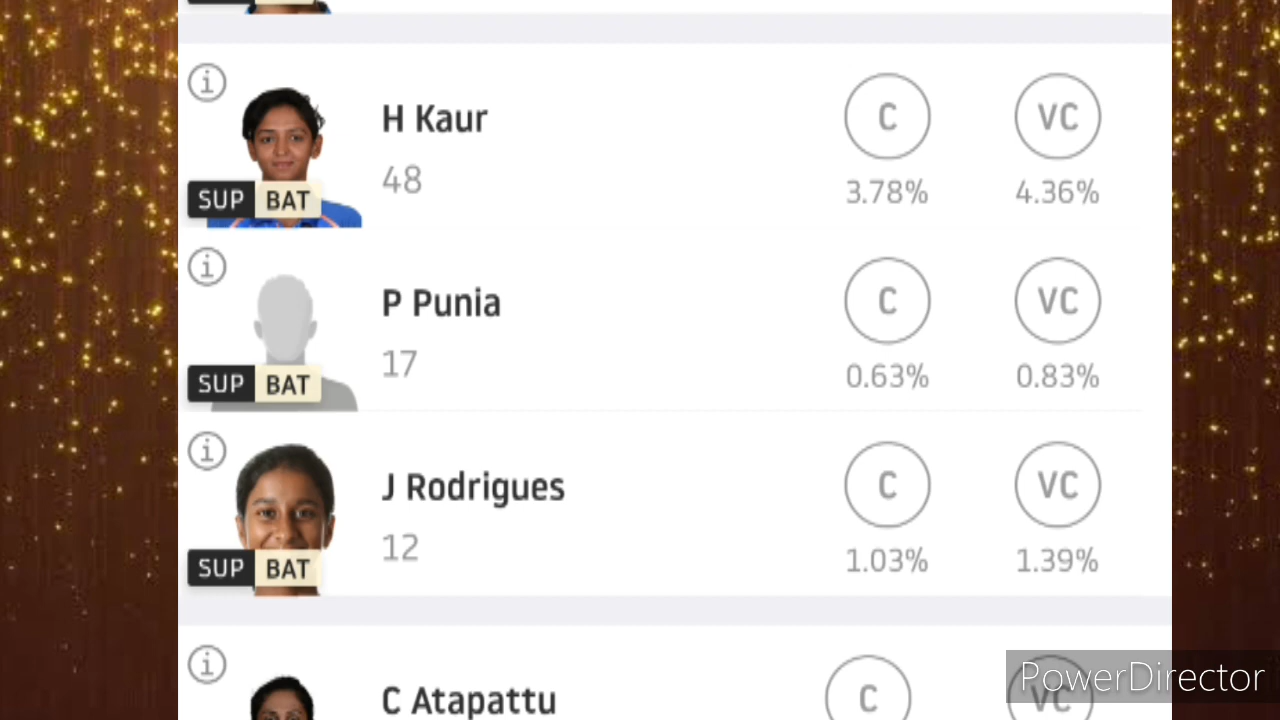 SUP BAT
H Kaur
48
C
3.78%
VC
4.36%
SUP BAT
P Punia
17
C
0.63%
VC
0.83%
SUP BAT
J Rodrigues
12
C
1.03%
VC
1.39%
C Atapattu
C
VC
PowerDirector